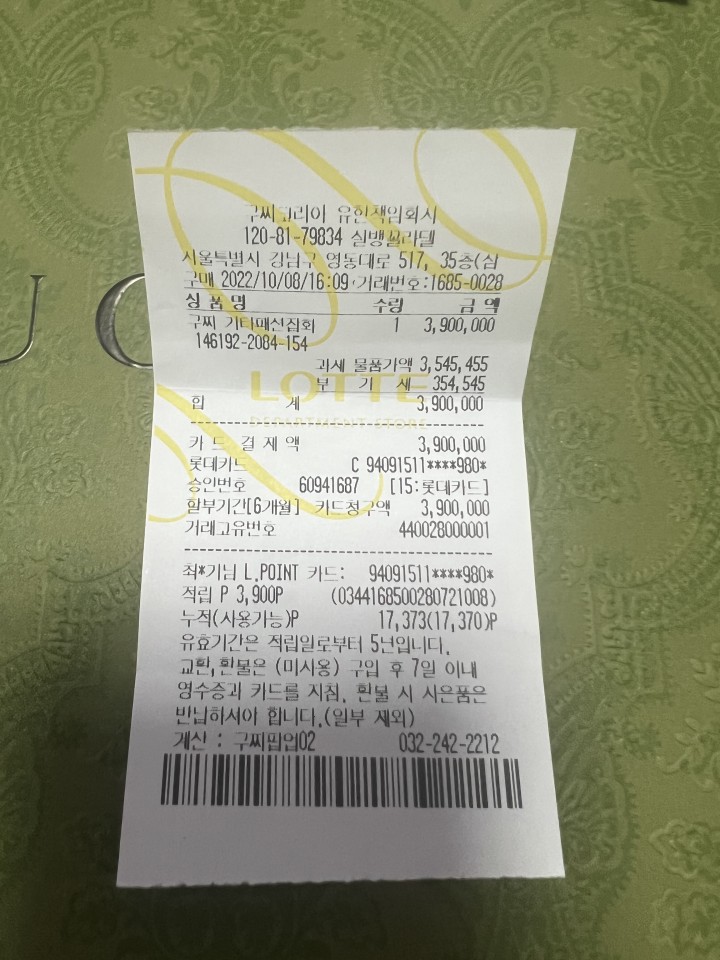 구찌코리아 유한책임회사
120-81-79834 실뱅꼴라델
서울특별시 강남구 영동대로 517, 35층(삼
구매 2022/10/08/16:09 거래번호:1685-0028
상품명 수량 금액
구찌 기타패션잡화 1 3,900,000
146192-2084-154
과세 물품가액 3,545,455
부 가 세 354,545
LOTTE
DEPARTMENT STORE
합 계 3,900,000
카 드 결 제 액 3,900,000
롯데카드 C 94091511****980*
승인번호 60941687 [15:롯데카드]
할부기간[6개월] 카드청구액 3,900,000
거래고유번호 440028000001
최*기님 L.POINT 카드: 94091511****980*
적립 P 3,900P (0344168500280721008)
누적(사용가능)P 17,373(17,370)P
유효기간은 적립일로부터 5년입니다.
교환,환불은 (미사용) 구입 후 7일 이내
영수증과 카드를 지참, 환불 시 사은품은
반납하셔야 합니다.(일부 제외)
계산 : 구찌팝업02 032-242-2212